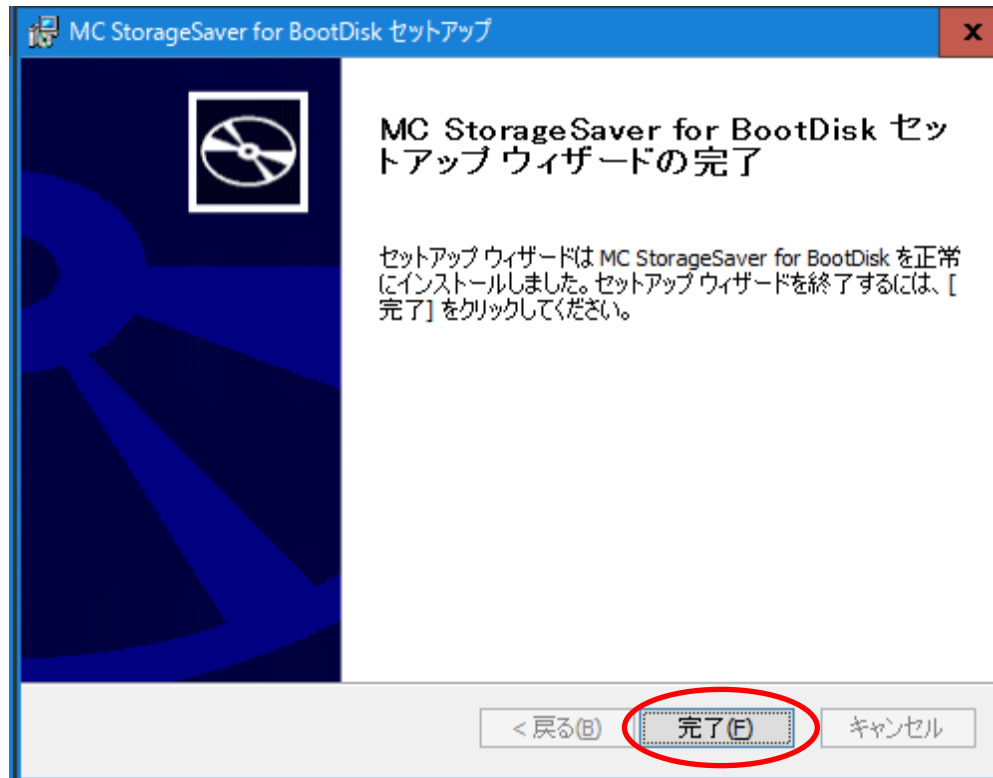 MC StorageSaver for BootDisk セットアップ
x
MC StorageSaver for BootDisk セッ
トアップ ウィザードの完了
セットアップ ウィザードは MC StorageSaver for BootDisk を正常
にインストールしました。セットアップ ウィザードを終了するには、[
完了] をクリックしてください。
< 戻る(B) 完了(F) キャンセル